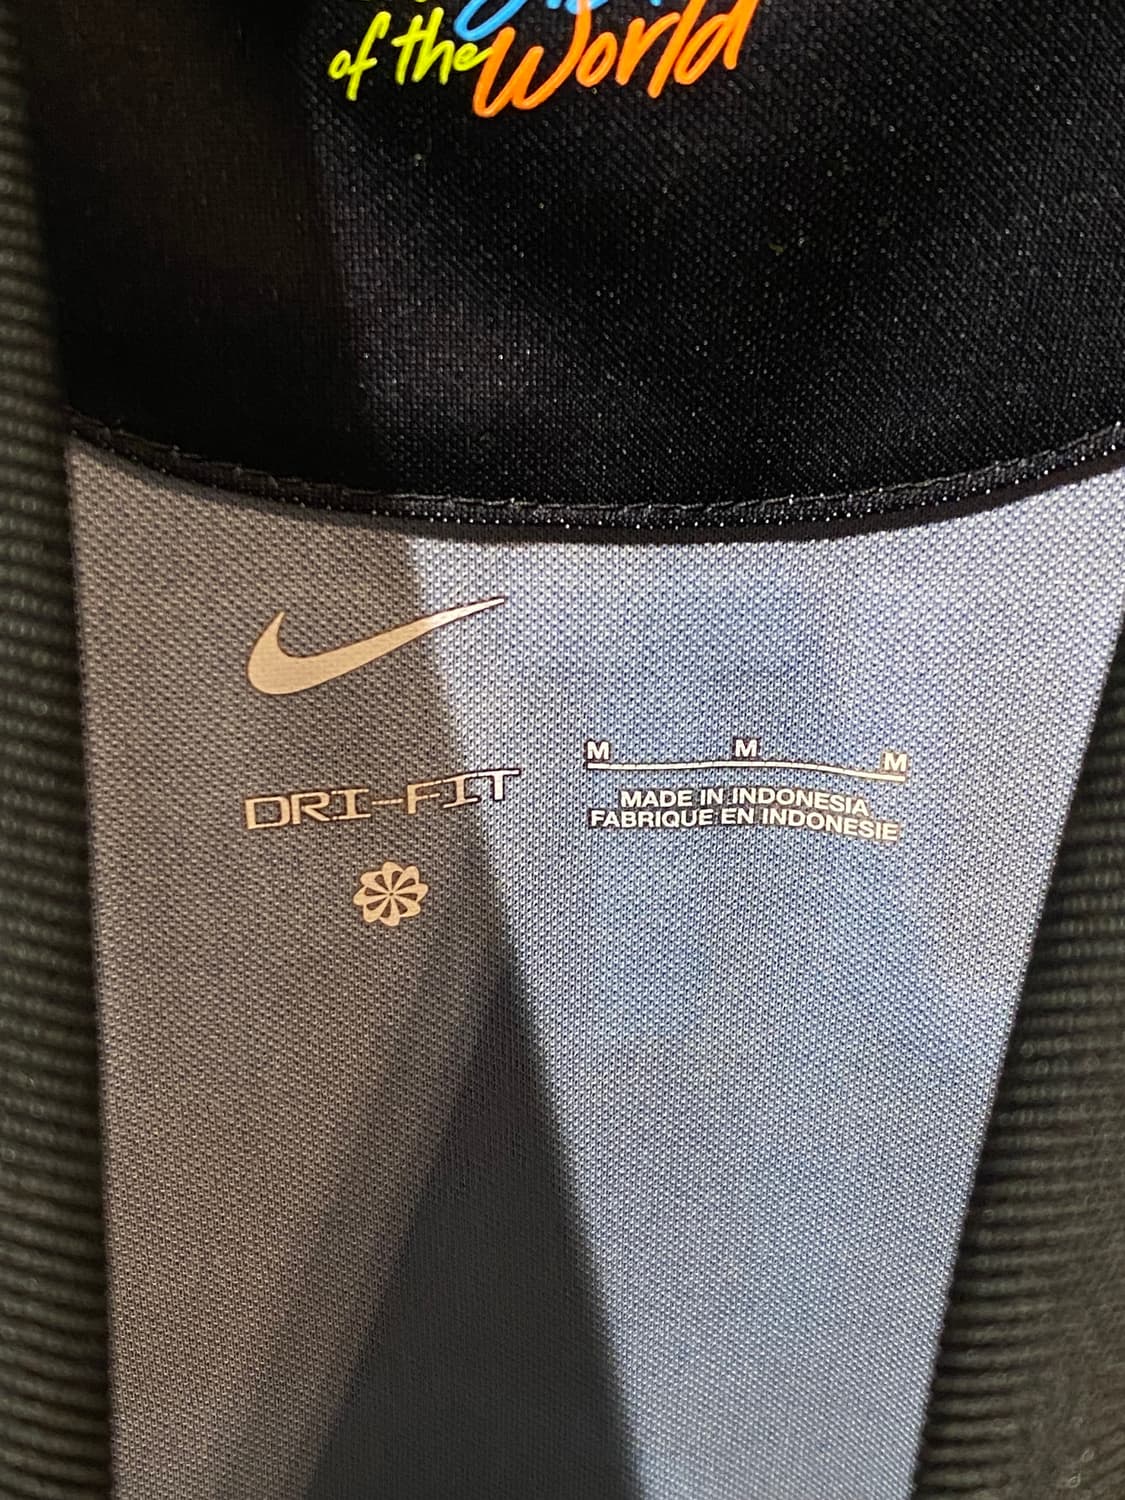 of the World
M M M
DRI-FIT
MADE IN INDONESIA
FABRIQUE EN INDONESIE